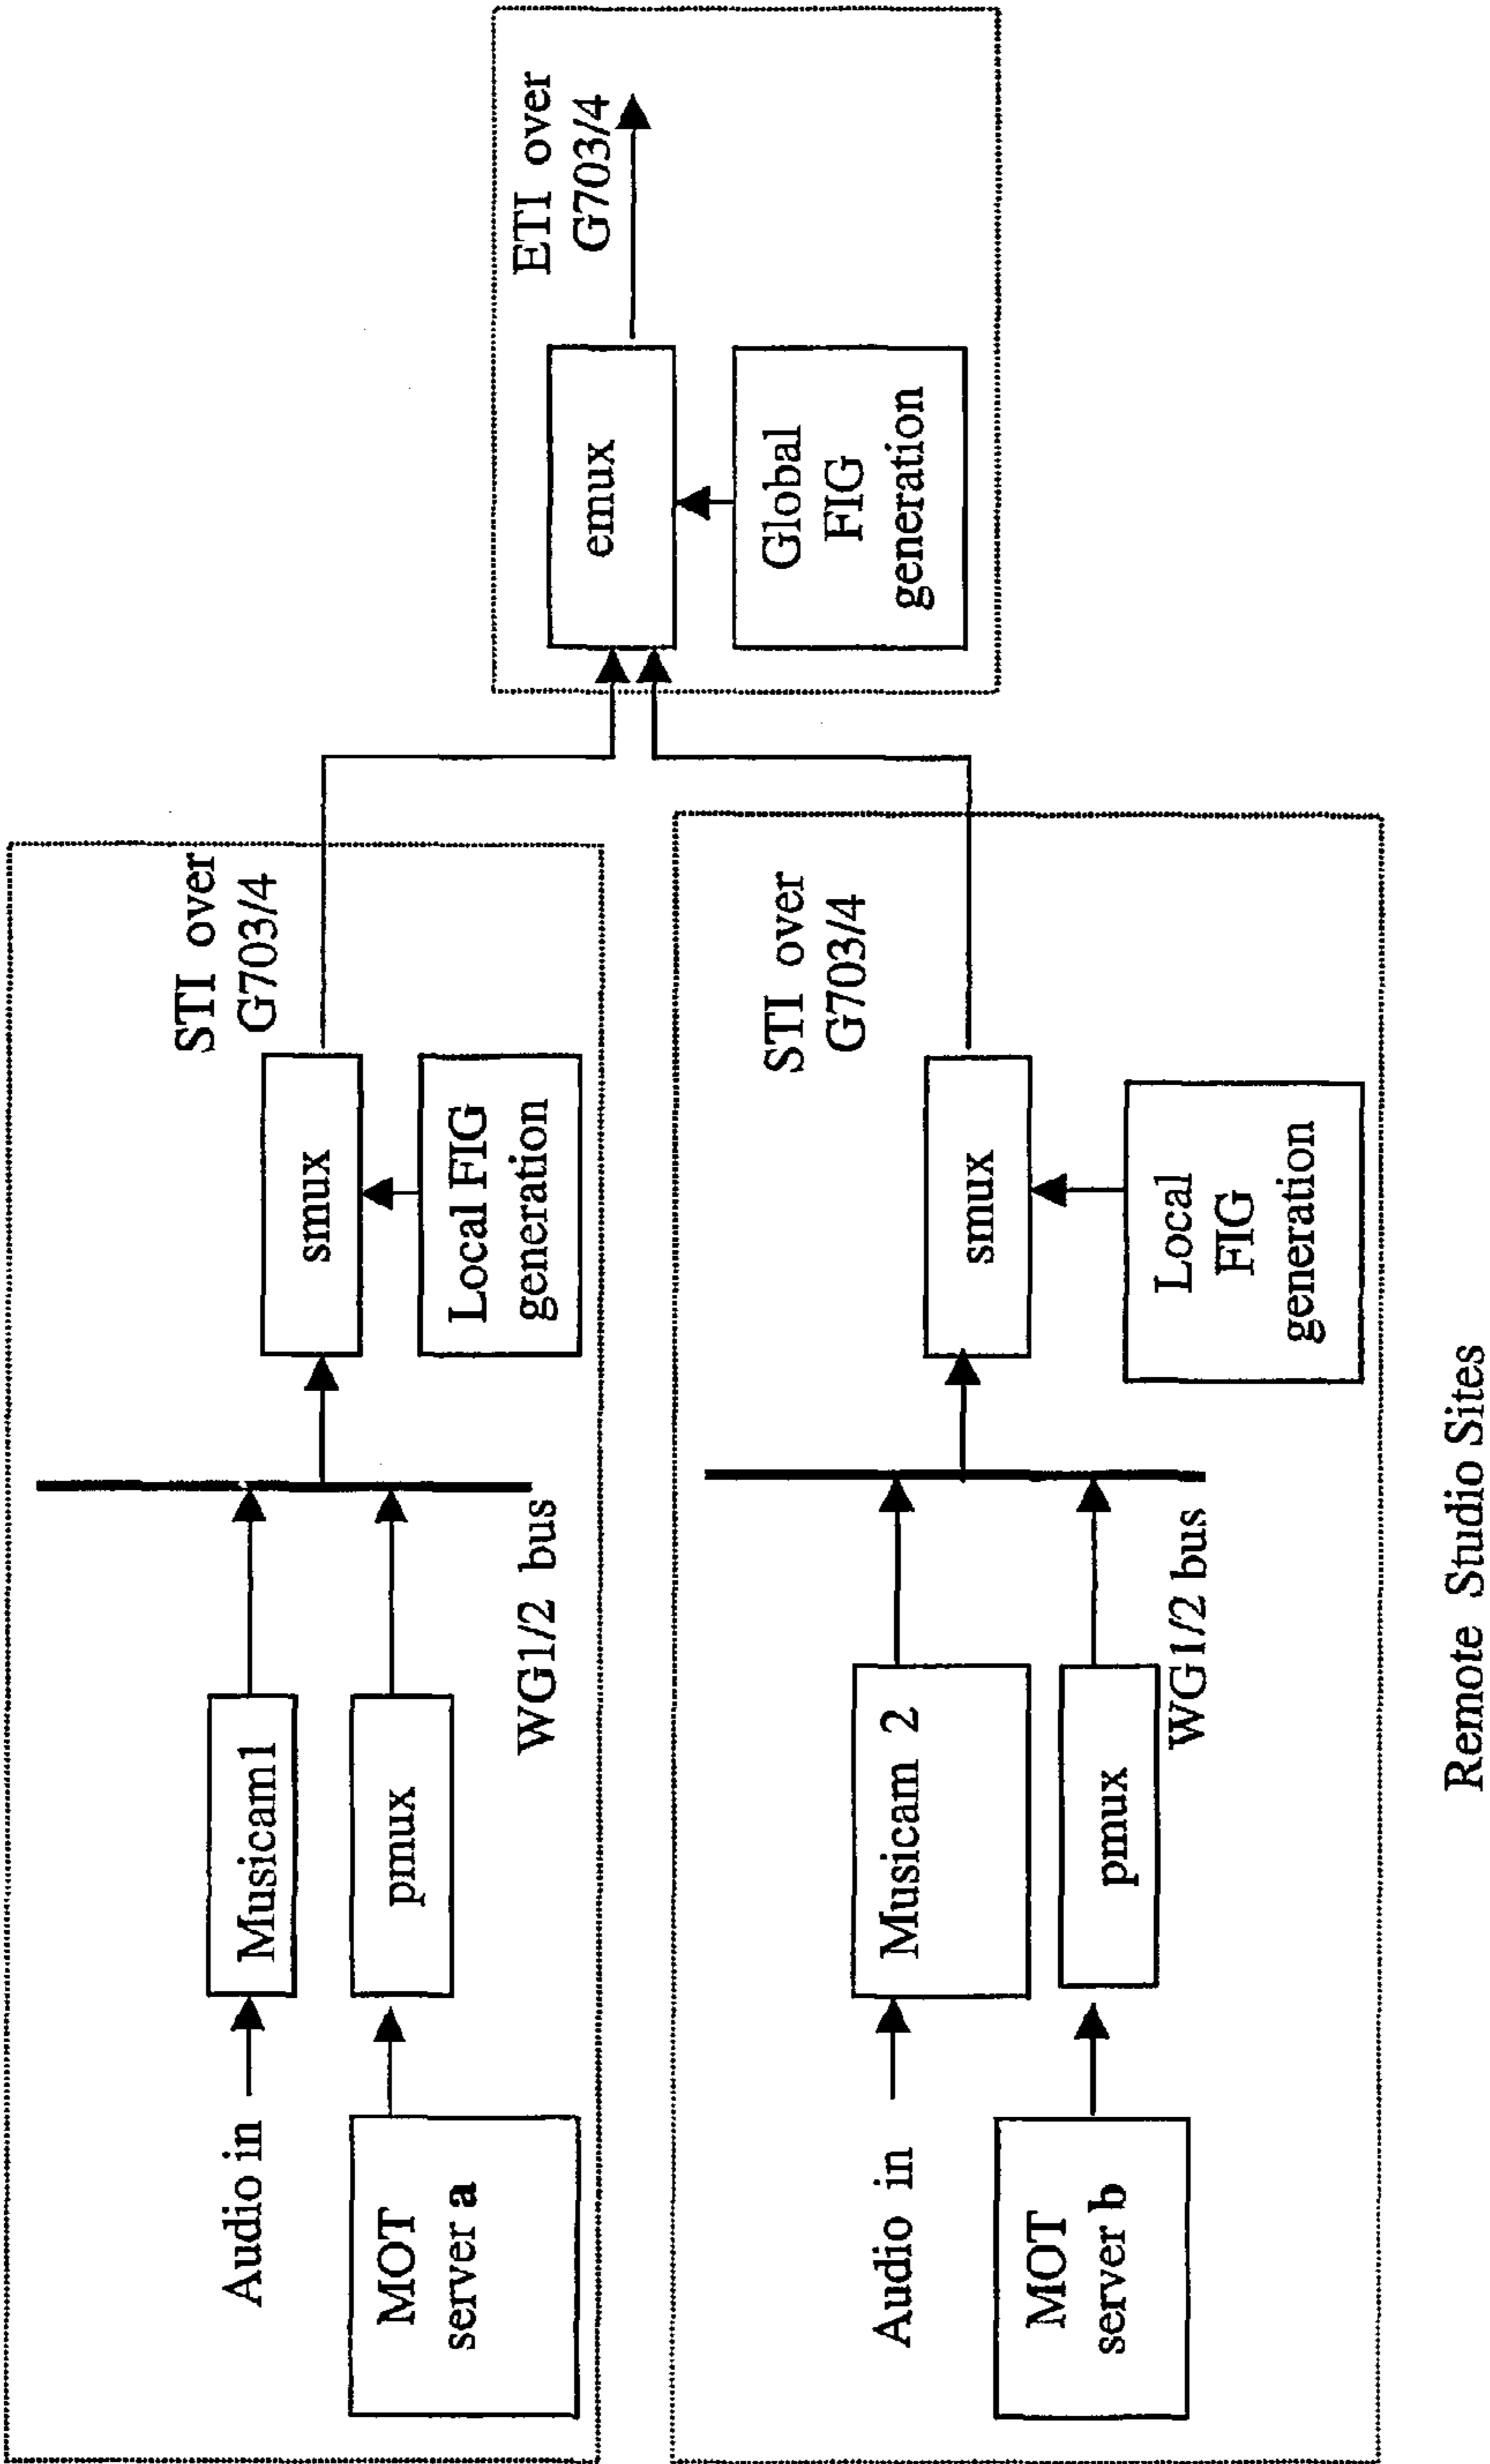 Audio in
Musicam1
MOT
server a
pmux
WG1/2 bus
smux
Local FIG
generation
STI over
G703/4
Audio in
Musicam 2
MOT
server b
pmux
WG1/2 bus
smux
Local
FIG
generation
STI over
G703/4
emux
Global
FIG
generation
ETI over
G703/4
Remote Studio Sites